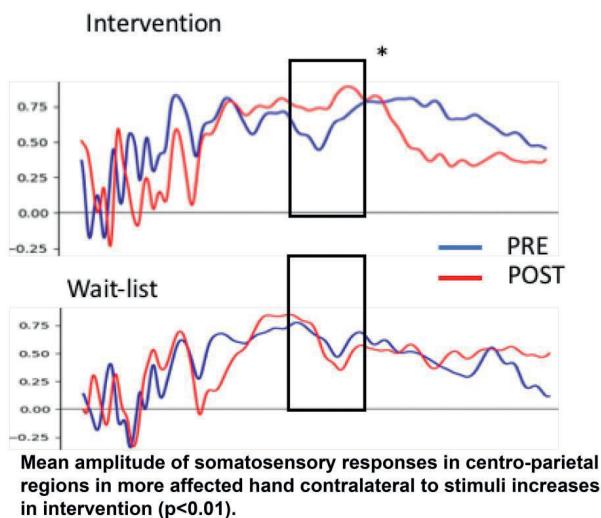 Intervention
*
0.75
0.50
0.25
0.00
-0.25
PRE
POST
Wait-list
0.75
0.50
0.25
0.00
-0.25
Mean amplitude of somatosensory responses in centro-parietal
regions in more affected hand contralateral to stimuli increases
in intervention (p<0.01).